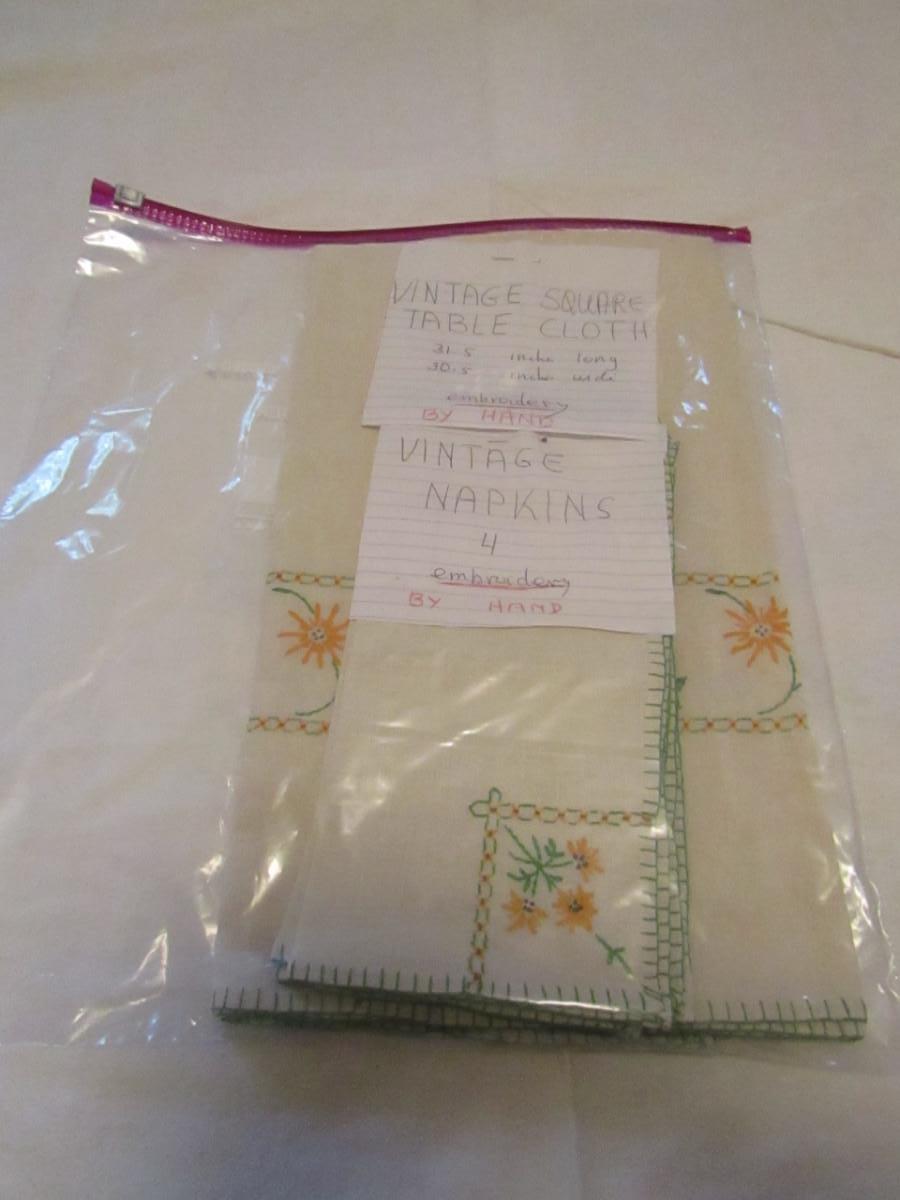 VINTAGE SQUARE
TABLE CLOTH
31.5 inche long
30.5 inche wide
embroidery
BY HAND
VINTAGE
NAPKINS
4
embroidery
BY HAND